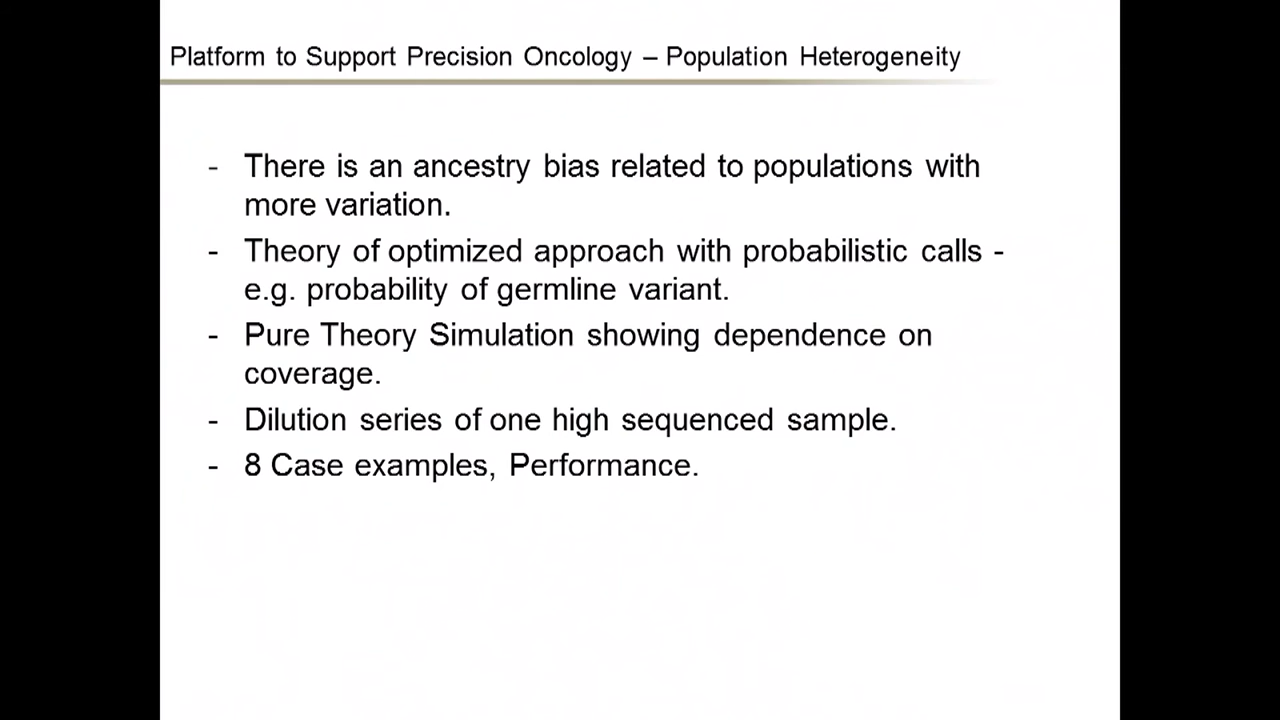 Platform to Support Precision Oncology – Population Heterogeneity
- There is an ancestry bias related to populations with
more variation.
- Theory of optimized approach with probabilistic calls -
e.g. probability of germline variant.
- Pure Theory Simulation showing dependence on
coverage.
- Dilution series of one high sequenced sample.
- 8 Case examples, Performance.